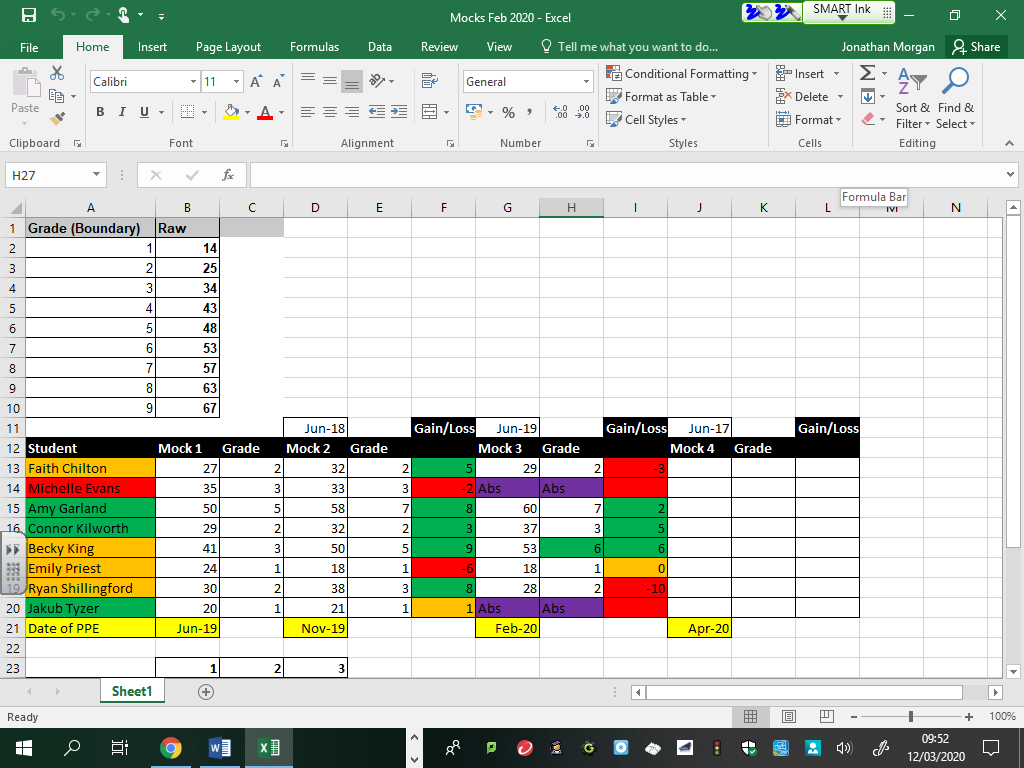 Mocks Feb 2020 - Excel
SMART Ink
File Home Insert Page Layout Formulas Data Review View Tell me what you want to do... Jonathan Morgan Share
Paste
Calibri 11
B I U
A
General
%
Conditional Formatting
Format as Table
Cell Styles
Insert
Delete
Format
Sort & Filter
Find & Select
Clipboard Font Alignment Number Styles Cells Editing
H27 fx
Formula Bar
A B C D E F G H I J K L M N
1 Grade (Boundary) Raw
2 1 14
3 2 25
4 3 34
5 4 43
6 5 48
7 6 53
8 7 57
9 8 63
10 9 67
11 Jun-18 Gain/Loss Jun-19 Gain/Loss Jun-17 Gain/Loss
12 Student Mock 1 Grade Mock 2 Grade Mock 3 Grade Mock 4 Grade
13 Faith Chilton 27 2 32 2 5 29 2 -3
14 Michelle Evans 35 3 33 3 -2 Abs Abs
15 Amy Garland 50 5 58 7 8 60 7 2
16 Connor Kilworth 29 2 32 2 3 37 3 5
Becky King 41 3 50 5 9 53 6 6
Emily Priest 24 1 18 1 -6 18 1 0
19 Ryan Shillingford 30 2 38 3 8 28 2 -10
20 Jakub Tyzer 20 1 21 1 1 Abs Abs
21 Date of PPE Jun-19 Nov-19 Feb-20 Apr-20
22
23 1 2 3
Sheet1
Ready 100%
09:52
12/03/2020